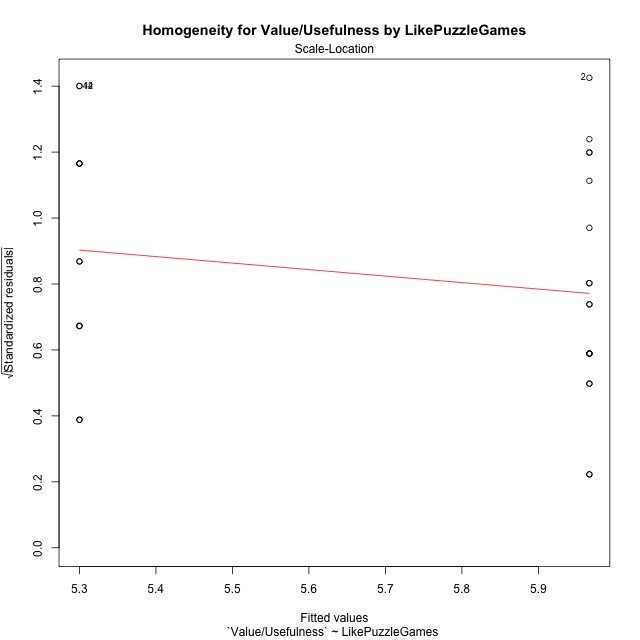 Homogeneity for Value/Usefulness by LikePuzzleGames
Scale-Location
1.4
1.2
1.0
0.8
0.6
0.4
0.2
0.0
√|Standardized residuals|
2
5.3 5.4 5.5 5.6 5.7 5.8 5.9
Fitted values
`Value/Usefulness` ~ LikePuzzleGames